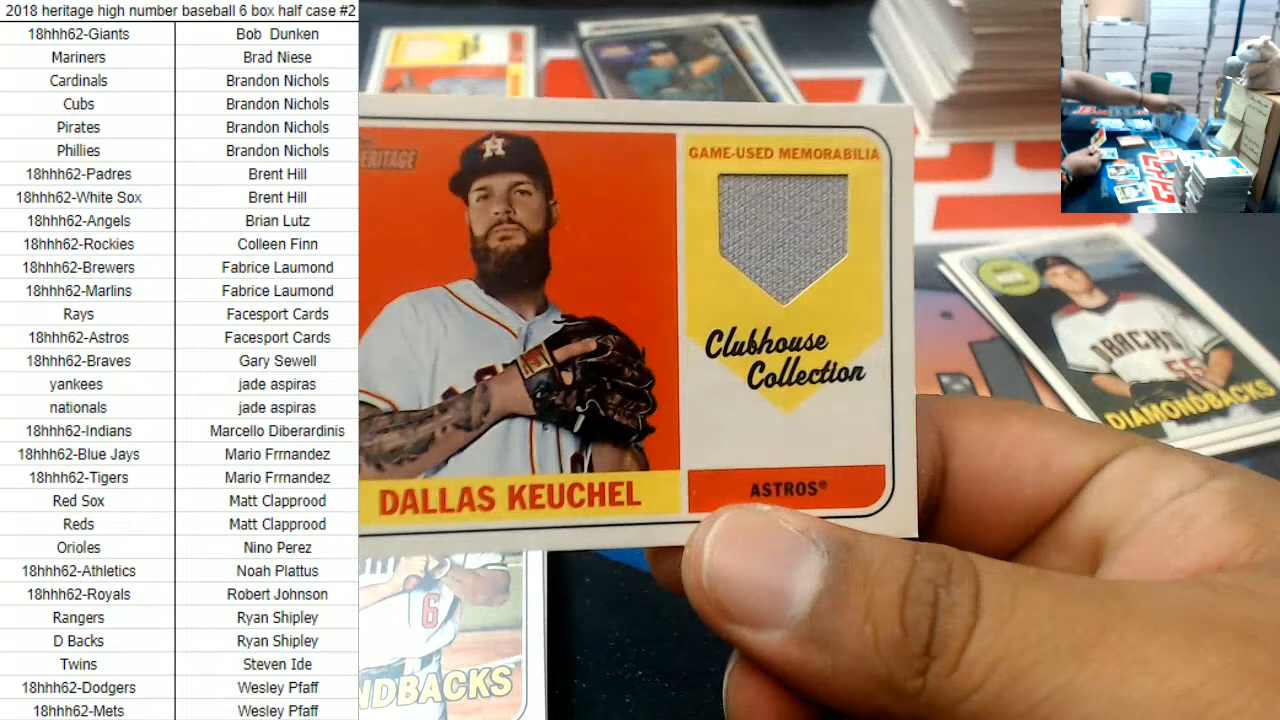 2018 heritage high number baseball 6 box half case #2
18hhh62-Giants Bob Dunken
Mariners Brad Niese
Cardinals Brandon Nichols
Cubs Brandon Nichols
Pirates Brandon Nichols
Phillies Brandon Nichols
18hhh62-Padres Brent Hill
18hhh62-White Sox Brent Hill
18hhh62-Angels Brian Lutz
18hhh62-Rockies Colleen Finn
18hhh62-Brewers Fabrice Laumond
18hhh62-Marlins Fabrice Laumond
Rays Facesport Cards
18hhh62-Astros Facesport Cards
18hhh62-Braves Gary Sewell
yankees jade aspiras
nationals jade aspiras
18hhh62-Indians Marcello Diberardinis
18hhh62-Blue Jays Mario Frrnandez
18hhh62-Tigers Mario Frrnandez
Red Sox Matt Clapprood
Reds Matt Clapprood
Orioles Nino Perez
18hhh62-Athletics Noah Plattus
18hhh62-Royals Robert Johnson
Rangers Ryan Shipley
D Backs Ryan Shipley
Twins Steven Ide
18hhh62-Dodgers Wesley Pfaff
18hhh62-Mets Wesley Pfaff
HERITAGE
H
GAME-USED MEMORABILIA
Clubhouse
Collection
DALLAS KEUCHEL
ASTROS®
55
DIAMONDBACKS
6
NDBACKS